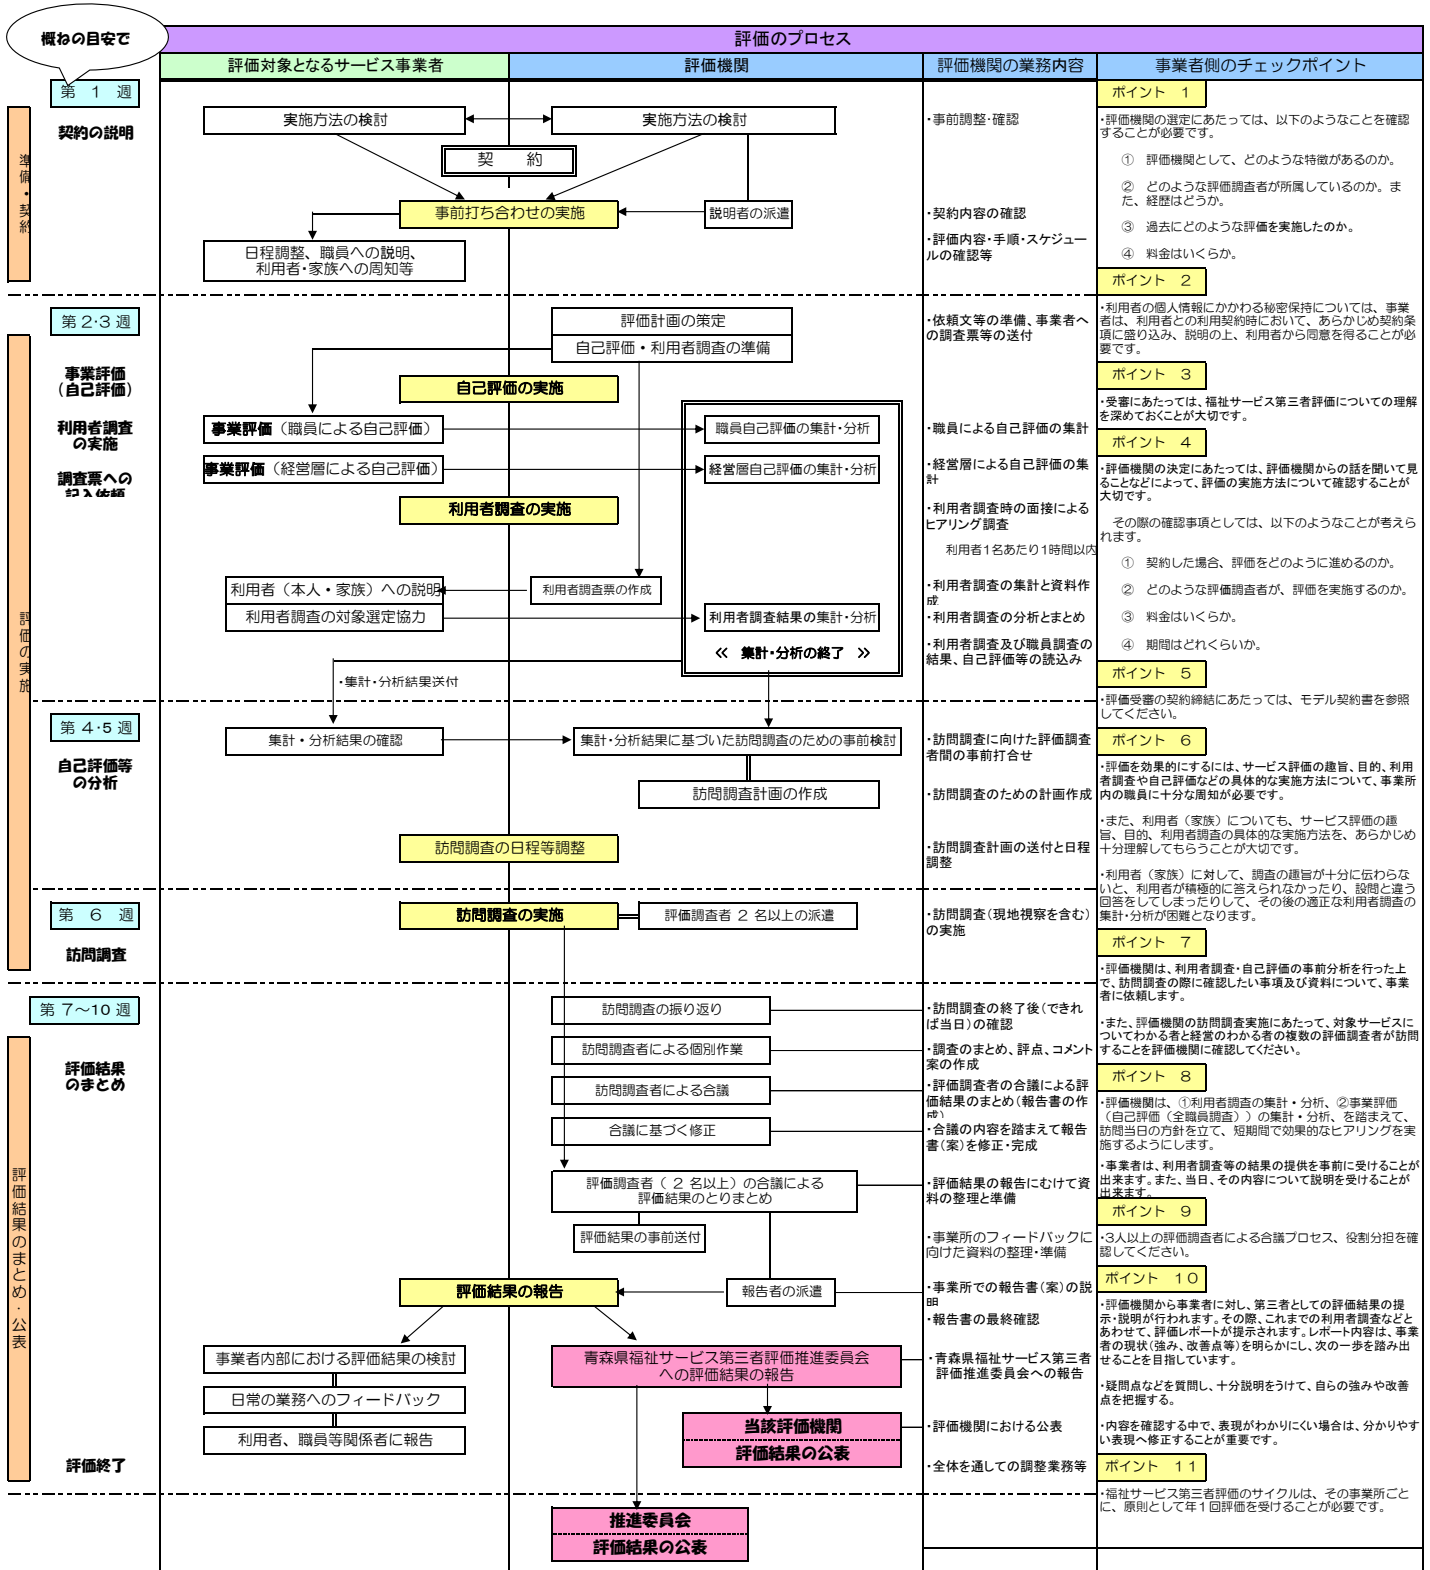 概ねの目安で
評価のプロセス
評価対象となるサービス事業者
評価機関
評価機関の業務内容
事業者側のチェックポイント
準備・契約
第　1　週
契約の説明
実施方法の検討
実施方法の検討
契　　約
事前打ち合わせの実施
説明者の派遣
日程調整、職員への説明、
利用者・家族への周知等
・事前調整・確認
・契約内容の確認
・評価内容・手順・スケジュー
ルの確認等
ポイント　1
・評価機関の選定にあたっては、以下のようなことを確認
することが必要です。
①　評価機関として、どのような特徴があるのか。
②　どのような評価調査者が所属しているのか。ま
た、経歴はどうか。
③　過去にどのような評価を実施したのか。
④　料金はいくらか。
ポイント　2
・利用者の個人情報にかかわる秘密保持については、事業
者は、利用者との利用契約時において、あらかじめ契約条
項に盛り込み、説明の上、利用者から同意を得ることが必
要です。
評価の実施
第 2・3 週
事業評価
（自己評価）
利用者調査
の実施
調査票への
記入依頼
評価計画の策定
自己評価・利用者調査の準備
自己評価の実施
事業評価（職員による自己評価）
職員自己評価の集計・分析
事業評価（経営層による自己評価）
経営層自己評価の集計・分析
利用者調査の実施
利用者（本人・家族）への説明
利用者調査票の作成
利用者調査の対象選定協力
利用者調査結果の集計・分析
≪　集計・分析の終了　≫
・集計・分析結果送付
・依頼文等の準備、事業者へ
の調査票等の送付
・職員による自己評価の集計
・経営層による自己評価の集
計
・利用者調査時の面接による
ヒアリング調査
利用者1名あたり1時間以内
・利用者調査の集計と資料作
成
・利用者調査の分析とまとめ
・利用者調査及び職員調査の
結果、自己評価等の読込み
ポイント　3
・受審にあたっては、福祉サービス第三者評価についての理解
を深めておくことが大切です。
ポイント　4
・評価機関の決定にあたっては、評価機関からの話を聞いて見
ることなどによって、評価の実施方法について確認することが
大切です。
その際の確認事項としては、以下のようなことが考えら
れます。
①　契約した場合、評価をどのように進めるのか。
②　どのような評価調査者が、評価を実施するのか。
③　料金はいくらか。
④　期間はどれくらいか。
ポイント　5
・評価受審の契約締結にあたっては、モデル契約書を参照
してください。
第 4・5 週
自己評価等
の分析
集計・分析結果の確認
集計・分析結果に基づいた訪問調査のための事前検討
訪問調査計画の作成
訪問調査の日程等調整
・訪問調査に向けた評価調査
者間の事前打合せ
・訪問調査のための計画作成
・訪問調査計画の送付と日程
調整
ポイント　6
・評価を効果的にするには、サービス評価の趣旨、目的、利用
者調査や自己評価などの具体的な実施方法について、事業所
内の職員に十分な周知が必要です。
・また、利用者（家族）についても、サービス評価の趣
旨、目的、利用者調査の具体的な実施方法を、あらかじめ
十分理解してもらうことが大切です。
・利用者（家族）に対して、調査の趣旨が十分に伝わらな
いと、利用者が積極的に答えられなかったり、設問と違う
回答をしてしまったりして、その後の適正な利用者調査の
集計・分析が困難となります。
第　6　週
訪問調査
訪問調査の実施
評価調査者 2 名以上の派遣
・訪問調査（現地視察を含む）
の実施
ポイント　7
・評価機関は、利用者調査・自己評価の事前分析を行った上
で、訪問調査の際に確認したい事項及び資料について、事業
者に依頼します。
・また、評価機関の訪問調査実施にあたって、対象サービスに
ついてわかる者と経営のわかる者の複数の評価調査者が訪問
することを評価機関に確認してください。
評価結果のまとめ・公表
第 7～10 週
評価結果
のまとめ
評価終了
訪問調査の振り返り
訪問調査者による個別作業
訪問調査者による合議
合議に基づく修正
評価調査者（ 2 名以上）の合議による
評価結果のとりまとめ
評価結果の事前送付
評価結果の報告
報告者の派遣
事業者内部における評価結果の検討
日常の業務へのフィードバック
利用者、職員等関係者に報告
青森県福祉サービス第三者評価推進委員会
への評価結果の報告
当該評価機関
評価結果の公表
推進委員会
評価結果の公表
・訪問調査の終了後（できれ
ば当日）の確認
・調査のまとめ、評点、コメント
案の作成
・評価調査者の合議による評
価結果のまとめ（報告書の作
成）
・合議の内容を踏まえて報告
書（案）を修正・完成
・評価結果の報告にむけて資
料の整理と準備
・事業所のフィードバックに
向けた資料の整理・準備
・事業所での報告書（案）の説
明
・報告書の最終確認
・青森県福祉サービス第三者
評価推進委員会への報告
・評価機関における公表
・全体を通しての調整業務等
ポイント　8
・評価機関は、①利用者調査の集計・分析、②事業評価
（自己評価（全職員調査））の集計・分析、を踏まえて、
訪問当日の方針を立て、短期間で効果的なヒアリングを実
施するようにします。
・事業者は、利用者調査等の結果の提供を事前に受けることが
出来ます。また、当日、その内容について説明を受けることが
出来ます。
ポイント　9
・3人以上の評価調査者による合議プロセス、役割分担を確
認してください。
ポイント　10
・評価機関から事業者に対し、第三者としての評価結果の提
示・説明が行われます。その際、これまでの利用者調査などと
あわせて、評価レポートが提示されます。レポート内容は、事業
者の現状（強み、改善点等）を明らかにし、次の一歩を踏み出
せることを目指しています。
・疑問点などを質問し、十分説明をうけて、自らの強みや改善
点を把握する。
・内容を確認する中で、表現がわかりにくい場合は、分かりやす
い表現へ修正することが重要です。
ポイント　11
・福祉サービス第三者評価のサイクルは、その事業所ごと
に、原則として年１回評価を受けることが必要です。